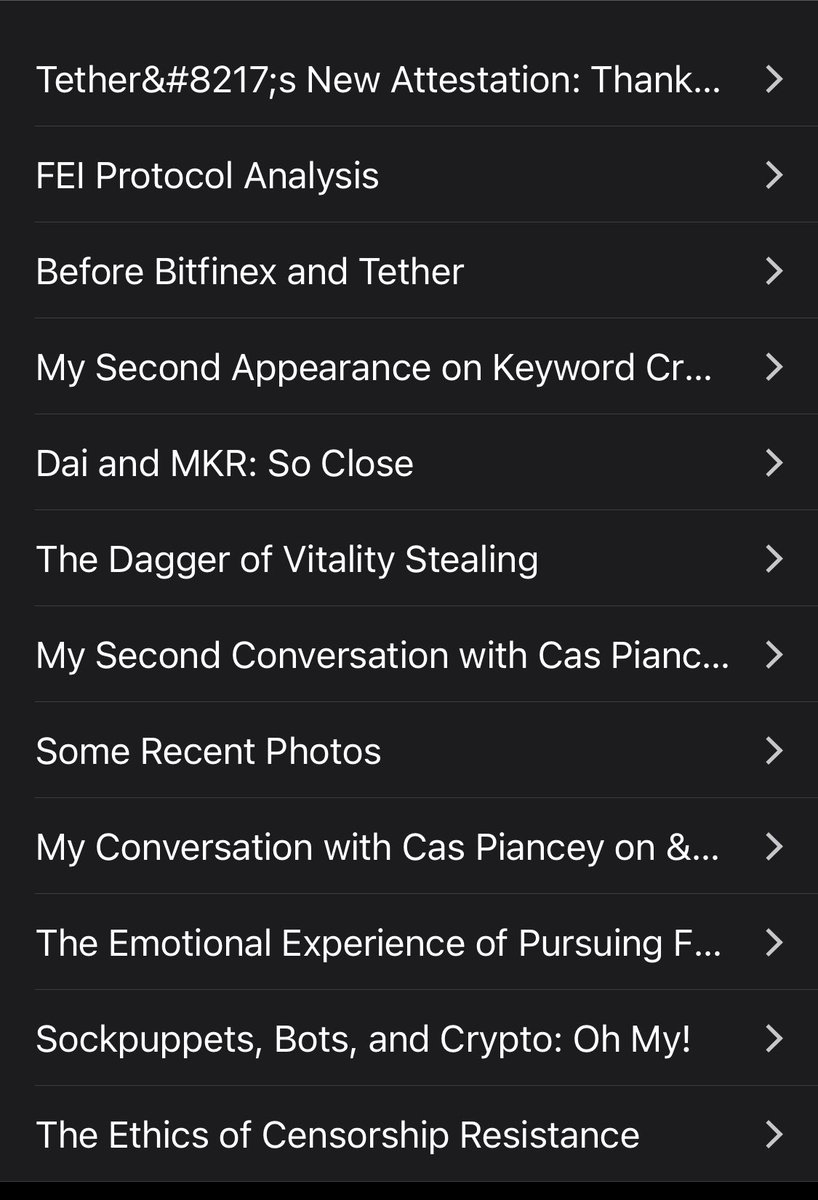 Tether&#8217;s New Attestation: Thank...
FEI Protocol Analysis
Before Bitfinex and Tether
My Second Appearance on Keyword Cr...
Dai and MKR: So Close
The Dagger of Vitality Stealing
My Second Conversation with Cas Pianc...
Some Recent Photos
My Conversation with Cas Piancey on &...
The Emotional Experience of Pursuing F...
Sockpuppets, Bots, and Crypto: Oh My!
The Ethics of Censorship Resistance